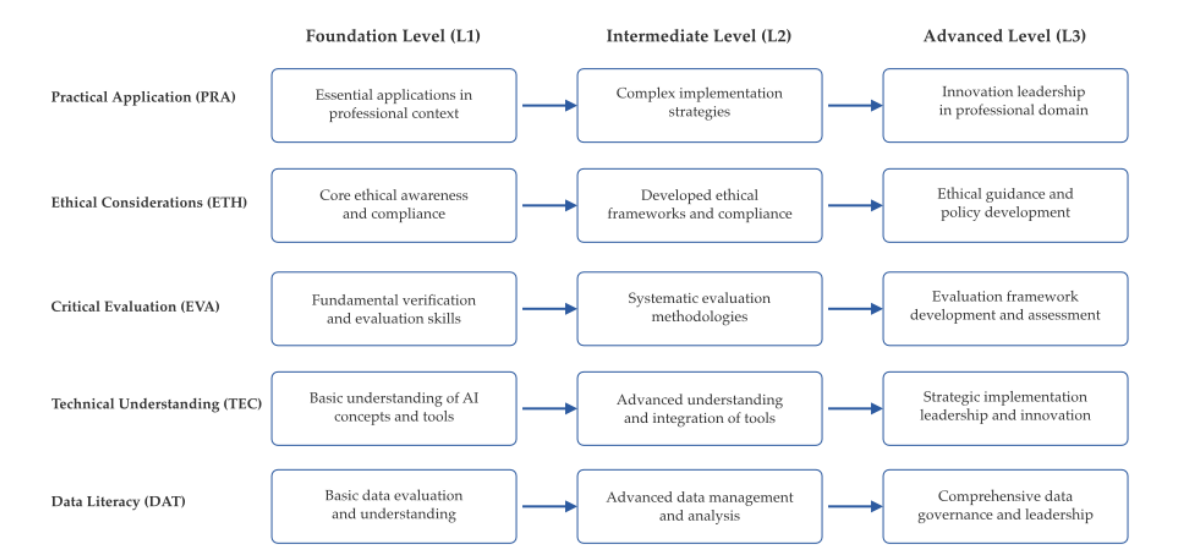 Foundation Level (L1)
Intermediate Level (L2)
Advanced Level (L3)
Practical Application (PRA)
Essential applications in
professional context
Complex implementation
strategies
Innovation leadership
in professional domain
Ethical Considerations (ETH)
Core ethical awareness
and compliance
Developed ethical
frameworks and compliance
Ethical guidance and
policy development
Critical Evaluation (EVA)
Fundamental verification
and evaluation skills
Systematic evaluation
methodologies
Evaluation framework
development and assessment
Technical Understanding (TEC)
Basic understanding of AI
concepts and tools
Advanced understanding
and integration of tools
Strategic implementation
leadership and innovation
Data Literacy (DAT)
Basic data evaluation
and understanding
Advanced data management
and analysis
Comprehensive data
governance and leadership